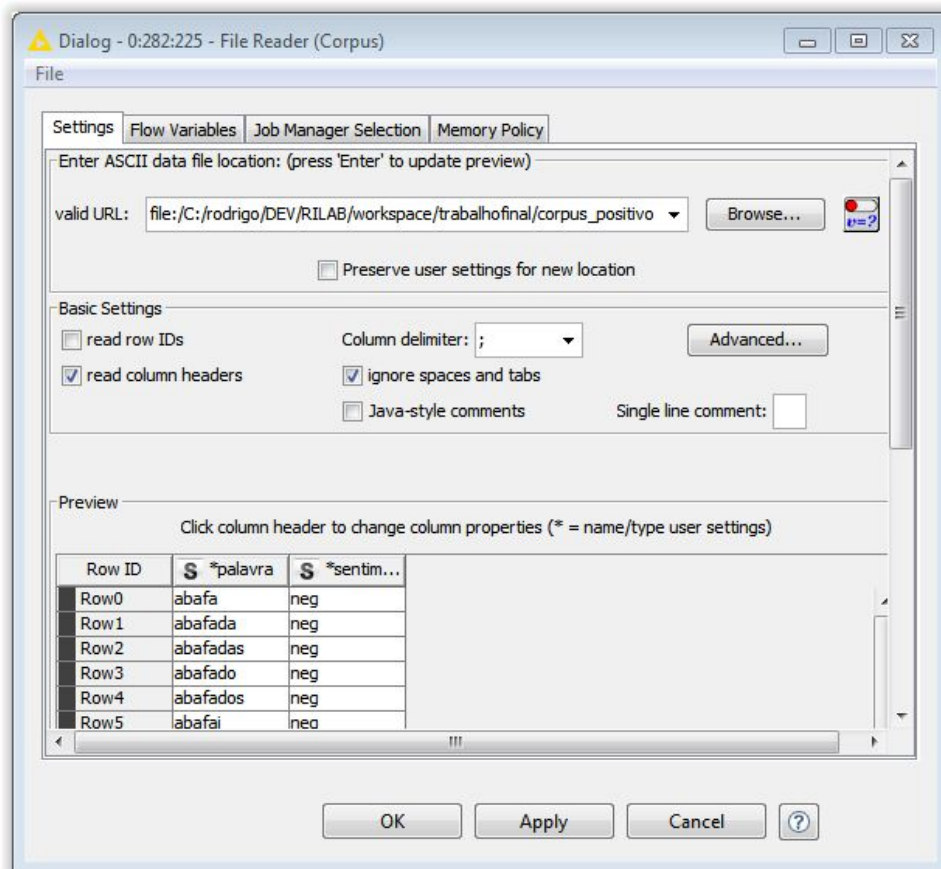 Dialog - 0:282:225 - File Reader (Corpus)
File
Settings Flow Variables Job Manager Selection Memory Policy
Enter ASCII data file location: (press 'Enter' to update preview)
valid URL: file:/C:/rodrigo/DEV/RILAB/workspace/trabalhofinal/corpus_positivo Browse... v=?
Preserve user settings for new location
Basic Settings
read row IDs Column delimiter: ; Advanced...
read column headers ignore spaces and tabs
Java-style comments Single line comment:
Preview
Click column header to change column properties (* = name/type user settings)
Row ID S *palavra S *sentim...
Row0 abafa neg
Row1 abafada neg
Row2 abafadas neg
Row3 abafado neg
Row4 abafados neg
Row5 abafai neg
OK Apply Cancel ?